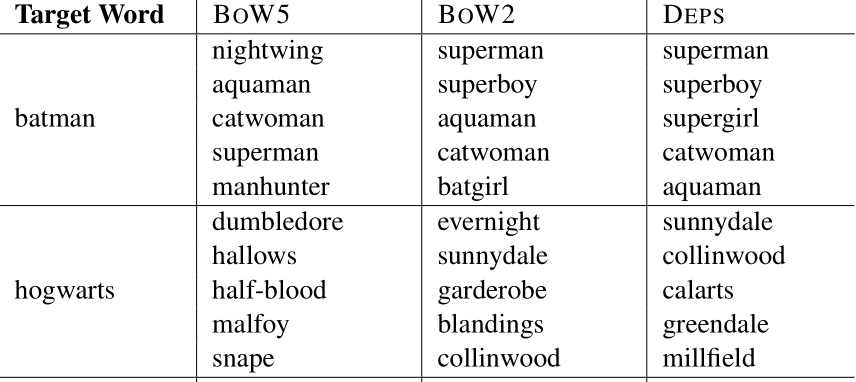 Target Word BOW5 BOW2 DEPS
nightwing superman superman
aquaman superboy superboy
batman catwoman aquaman supergirl
superman catwoman catwoman
manhunter batgirl aquaman
dumbledore evernight sunnydale
hallows sunnydale collinwood
hogwarts half-blood garderobe calarts
malfoy blandings greendale
snape collinwood millfield